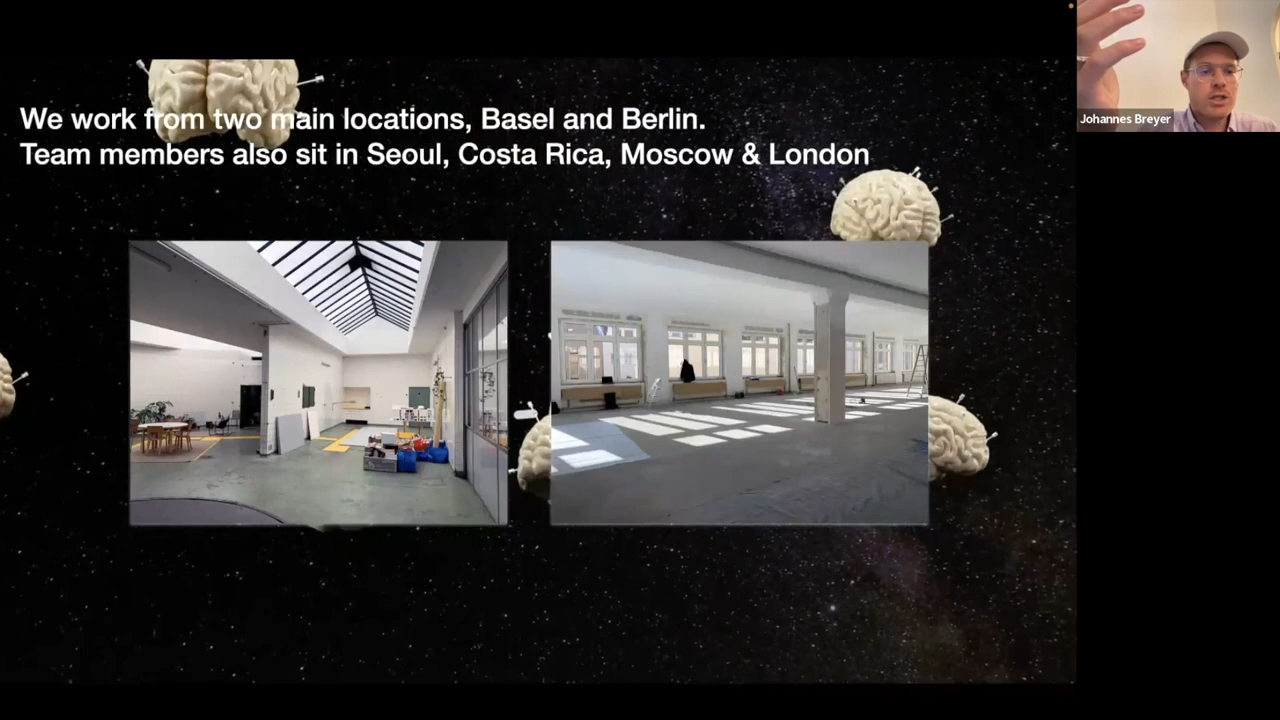 We work from two main locations, Basel and Berlin.
Team members also sit in Seoul, Costa Rica, Moscow & London
Johannes Breyer